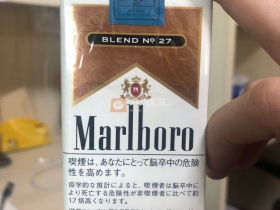 BLEND Nº 27
Marlboro
喫煙は、あなたにとって脳卒中の危険
性を高めます。
疫学的な推計によると、喫煙者は脳卒中に
より死亡する危険性が非喫煙者に比べて約
1.7倍高くなります。